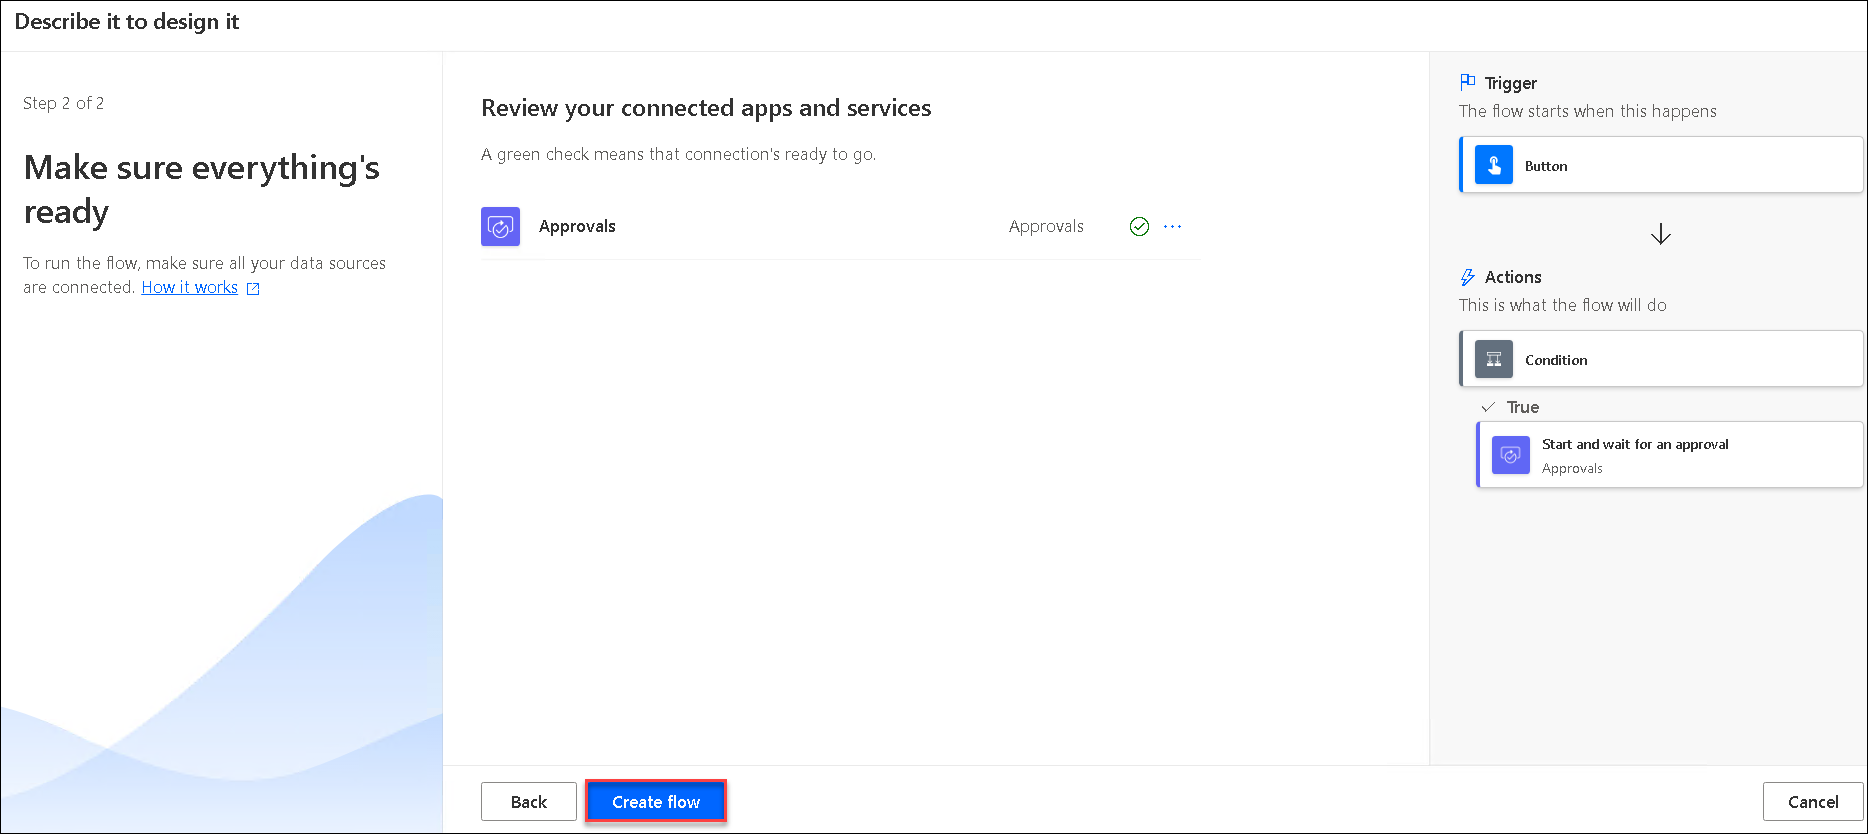 Describe it to design it
Step 2 of 2
Make sure everything's
ready
To run the flow, make sure all your data sources
are connected. How it works
Review your connected apps and services
A green check means that connection's ready to go.
Approvals
Approvals
Back
Create flow
Cancel
Trigger
The flow starts when this happens
Button
Actions
This is what the flow will do
Condition
True
Start and wait for an approval
Approvals